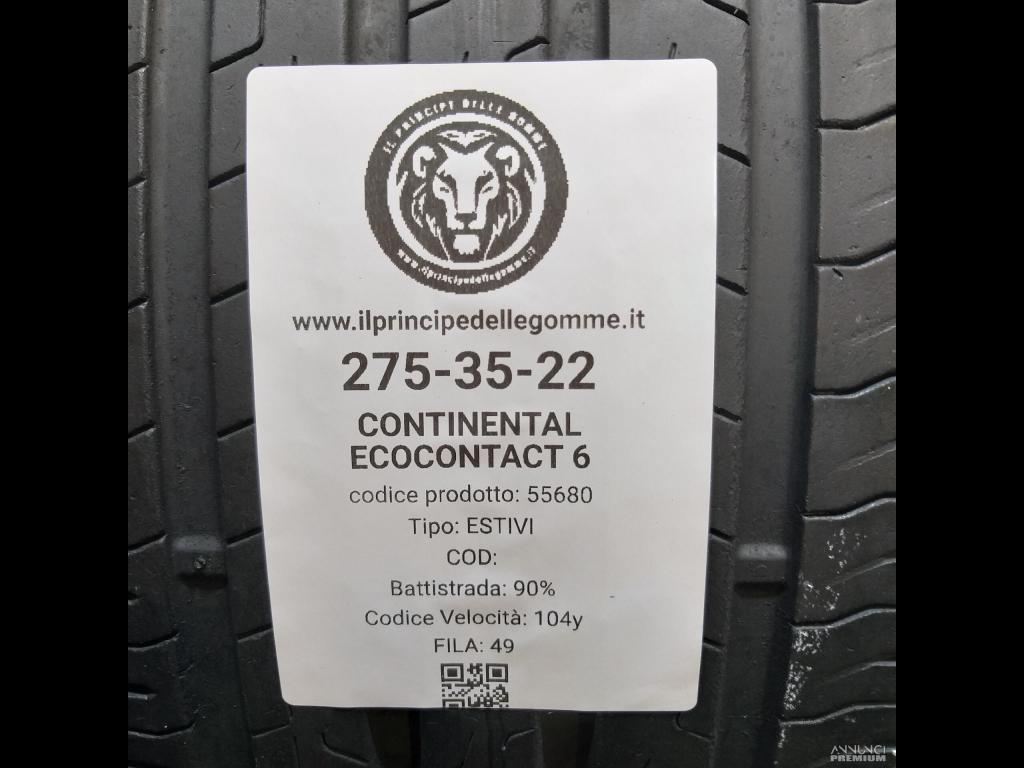 IL PRINCIPE DELLE GOMME
www.ilprincipedellegomme.it
www.ilprincipedellegomme.it
275-35-22
CONTINENTAL
ECOCONTACT 6
codice prodotto: 55680
Tipo: ESTIVI
COD:
Battistrada: 90%
Codice Velocità: 104y
FILA: 49
ANNUNCI
PREMIUM